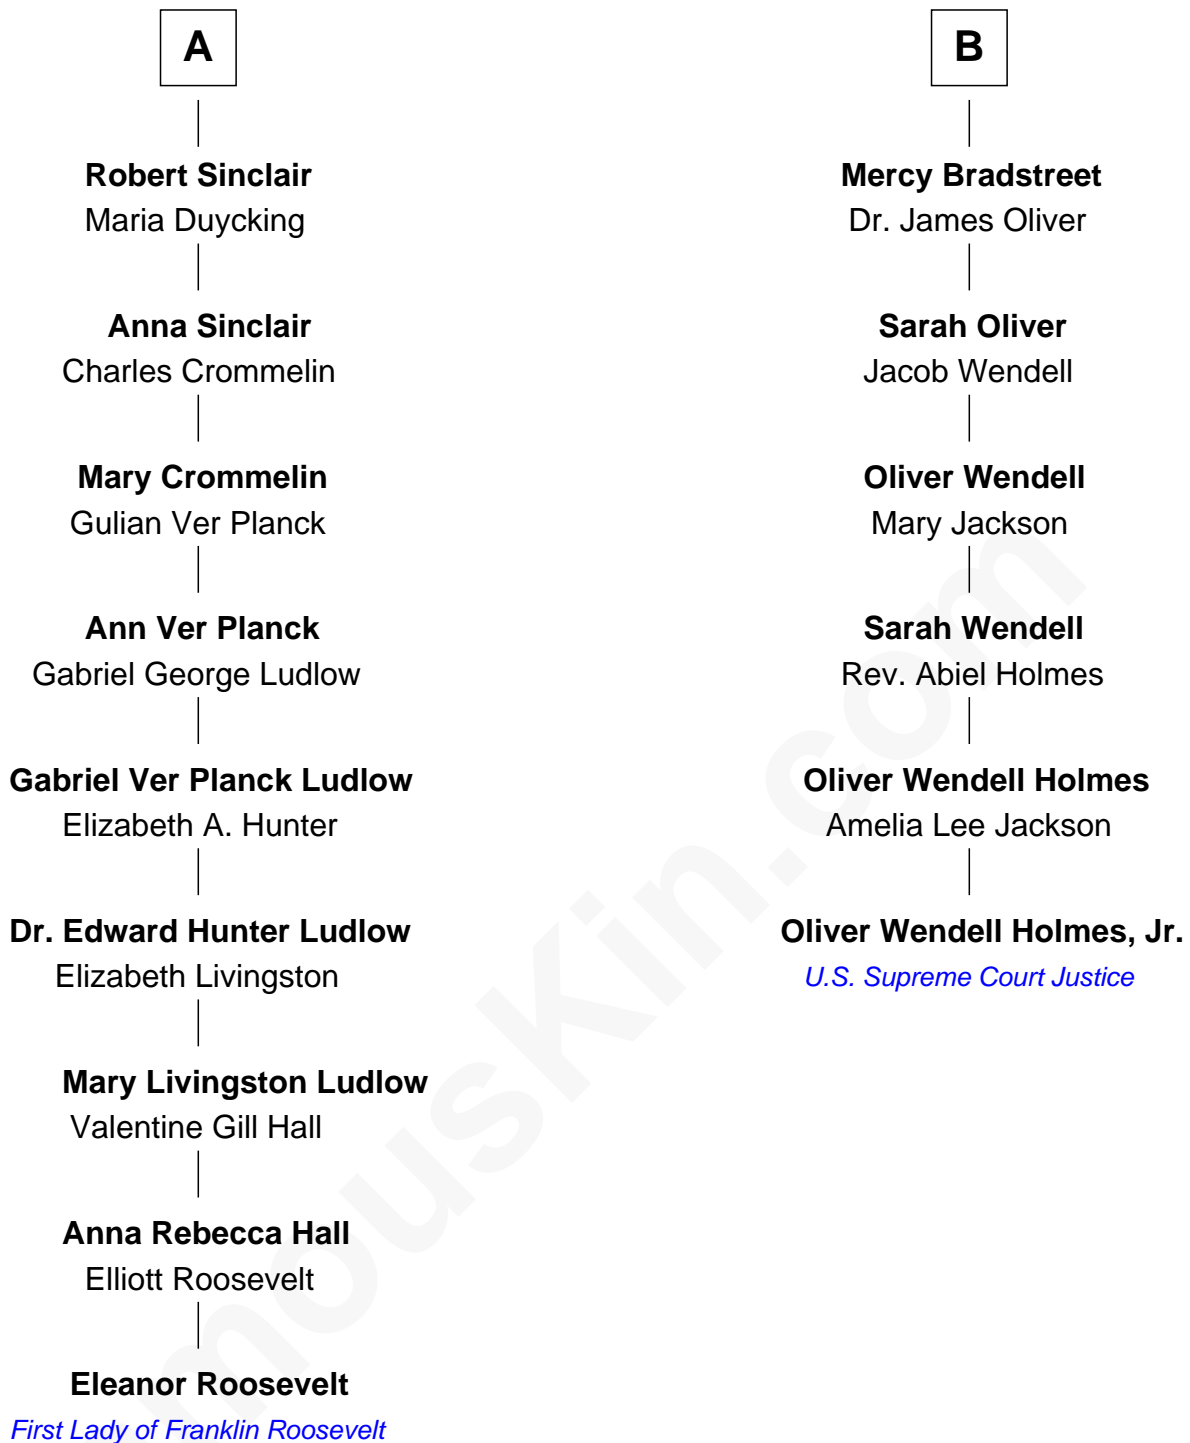 A
Robert Sinclair
Maria Duycking
Anna Sinclair
Charles Crommelin
Mary Crommelin
Gulian Ver Planck
Ann Ver Planck
Gabriel George Ludlow
Gabriel Ver Planck Ludlow
Elizabeth A. Hunter
Dr. Edward Hunter Ludlow
Elizabeth Livingston
Mary Livingston Ludlow
Valentine Gill Hall
Anna Rebecca Hall
Elliott Roosevelt
Eleanor Roosevelt
First Lady of Franklin Roosevelt
B
Mercy Bradstreet
Dr. James Oliver
Sarah Oliver
Jacob Wendell
Oliver Wendell
Mary Jackson
Sarah Wendell
Rev. Abiel Holmes
Oliver Wendell Holmes
Amelia Lee Jackson
Oliver Wendell Holmes, Jr.
U.S. Supreme Court Justice
mousKin.com